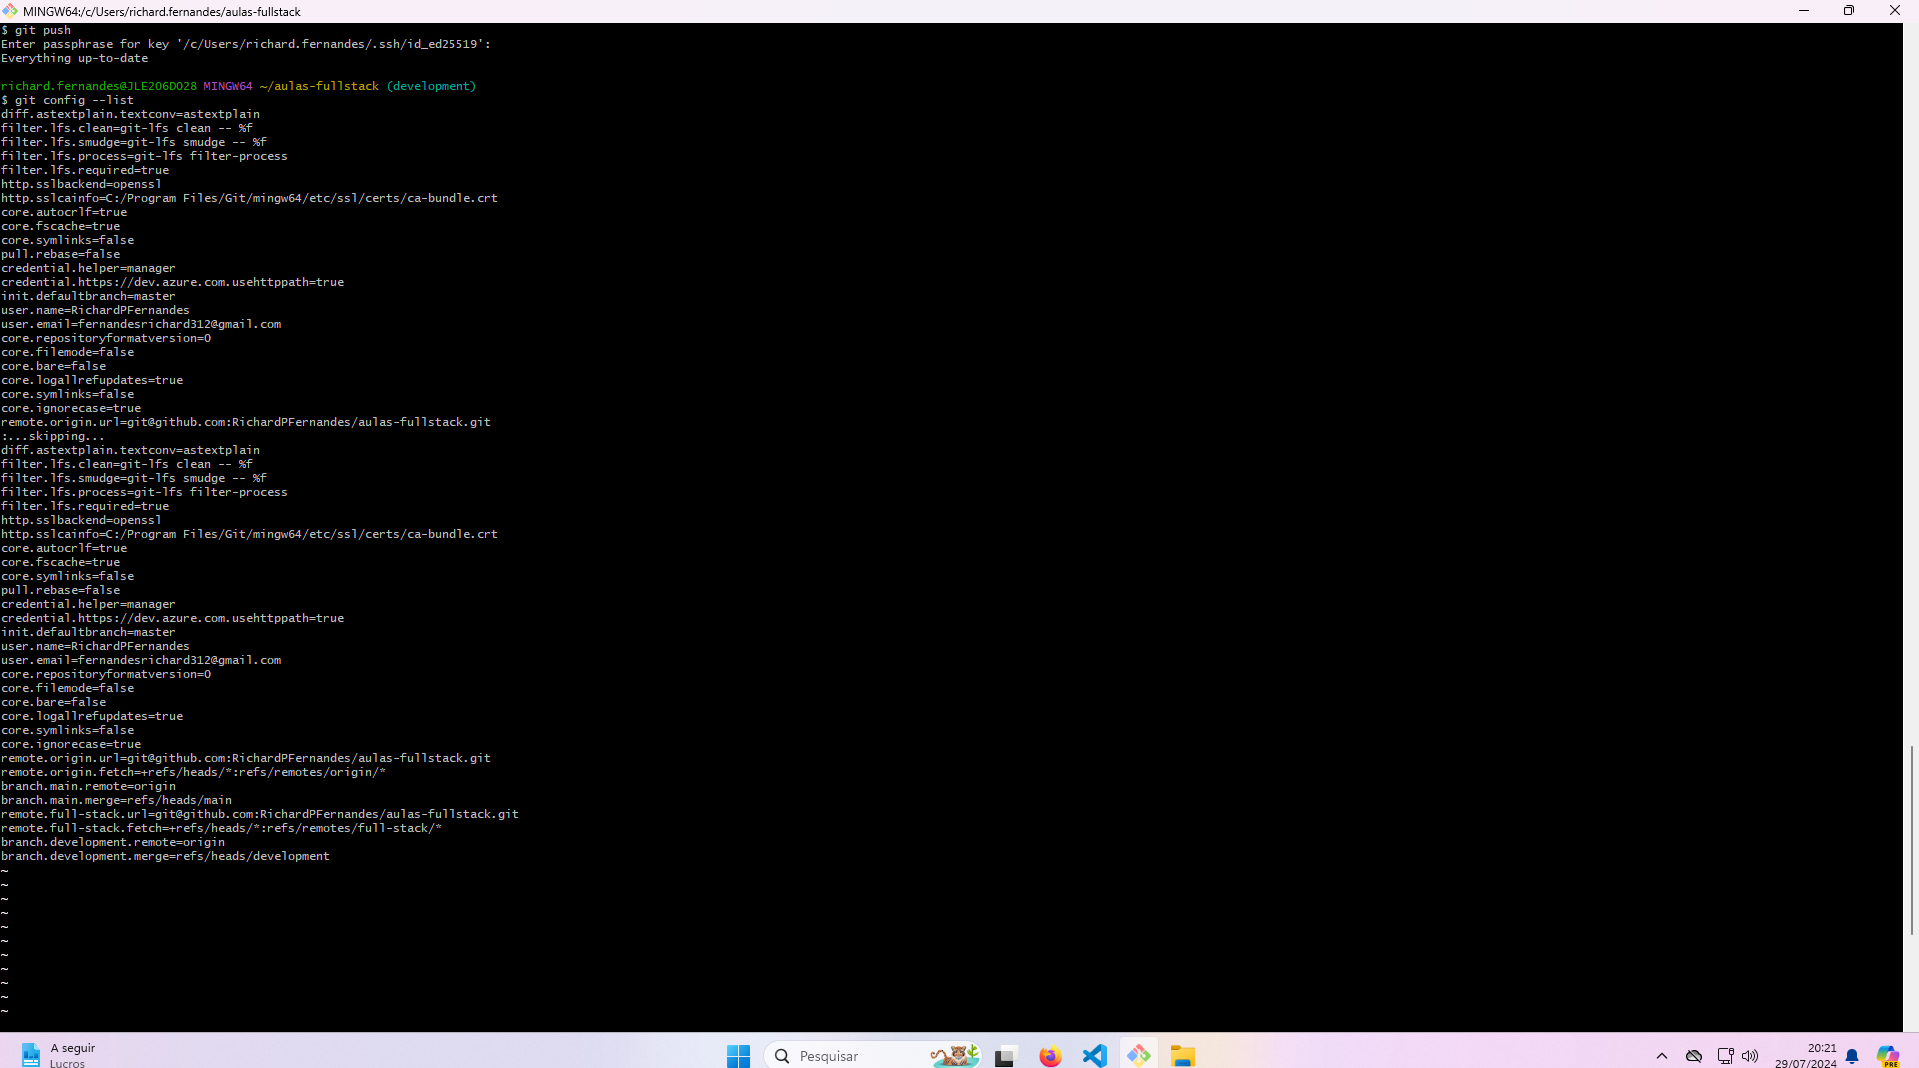 MINGW64:/c/Users/richard.fernandes/aulas-fullstack
$ git push
Enter passphrase for key '/c/Users/richard.fernandes/.ssh/id_ed25519':
Everything up-to-date
richard.fernandes@JLE2O6DO28 MINGW64 ~/aulas-fullstack (development)
$ git config --list
diff.astextplain.textconv=astextplain
filter.lfs.clean=git-lfs clean -- %f
filter.lfs.smudge=git-lfs smudge -- %f
filter.lfs.process=git-lfs filter-process
filter.lfs.required=true
http.sslbackend=openssl
http.sslcainfo=C:/Program Files/Git/mingw64/etc/ssl/certs/ca-bundle.crt
core.autocrlf=true
core.fscache=true
core.symlinks=false
pull.rebase=false
credential.helper=manager
credential.https://dev.azure.com.usehttppath=true
init.defaultbranch=master
user.name=RichardPFernandes
user.email=fernandesrichard312@gmail.com
core.repositoryformatversion=0
core.filemode=false
core.bare=false
core.logallrefupdates=true
core.symlinks=false
core.ignorecase=true
remote.origin.url=git@github.com:RichardPFernandes/aulas-fullstack.git
:...skipping...
diff.astextplain.textconv=astextplain
filter.lfs.clean=git-lfs clean -- %f
filter.lfs.smudge=git-lfs smudge -- %f
filter.lfs.process=git-lfs filter-process
filter.lfs.required=true
http.sslbackend=openssl
http.sslcainfo=C:/Program Files/Git/mingw64/etc/ssl/certs/ca-bundle.crt
core.autocrlf=true
core.fscache=true
core.symlinks=false
pull.rebase=false
credential.helper=manager
credential.https://dev.azure.com.usehttppath=true
init.defaultbranch=master
user.name=RichardPFernandes
user.email=fernandesrichard312@gmail.com
core.repositoryformatversion=0
core.filemode=false
core.bare=false
core.logallrefupdates=true
core.symlinks=false
core.ignorecase=true
remote.origin.url=git@github.com:RichardPFernandes/aulas-fullstack.git
remote.origin.fetch=+refs/heads/*:refs/remotes/origin/*
branch.main.remote=origin
branch.main.merge=refs/heads/main
remote.full-stack.url=git@github.com:RichardPFernandes/aulas-fullstack.git
remote.full-stack.fetch=+refs/heads/*:refs/remotes/full-stack/*
branch.development.remote=origin
branch.development.merge=refs/heads/development
~
~
~
~
~
~
~
~
~
~
~
A seguir
Lucros
Pesquisar
20:21
29/07/2024
PRE